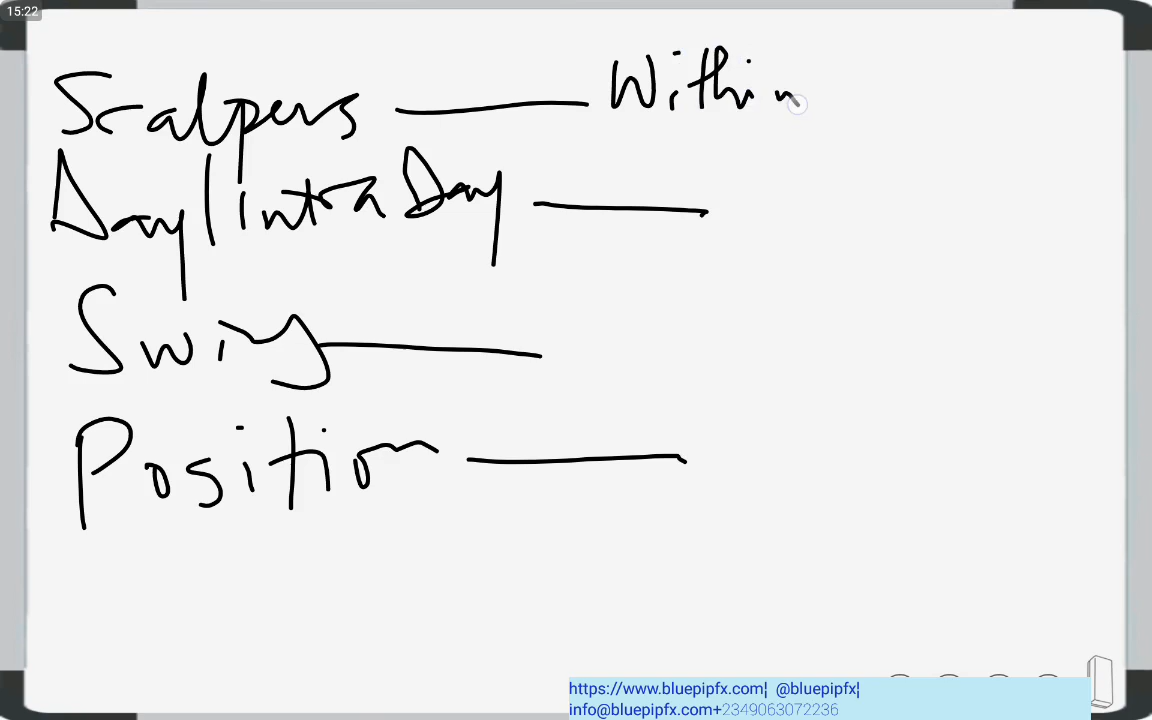 15:22
Scalpers Within
Day/IntraDay
Swing
Position
https://www.bluepipfx.com¦ @bluepipfx¦
info@bluepipfx.com+2349063072236